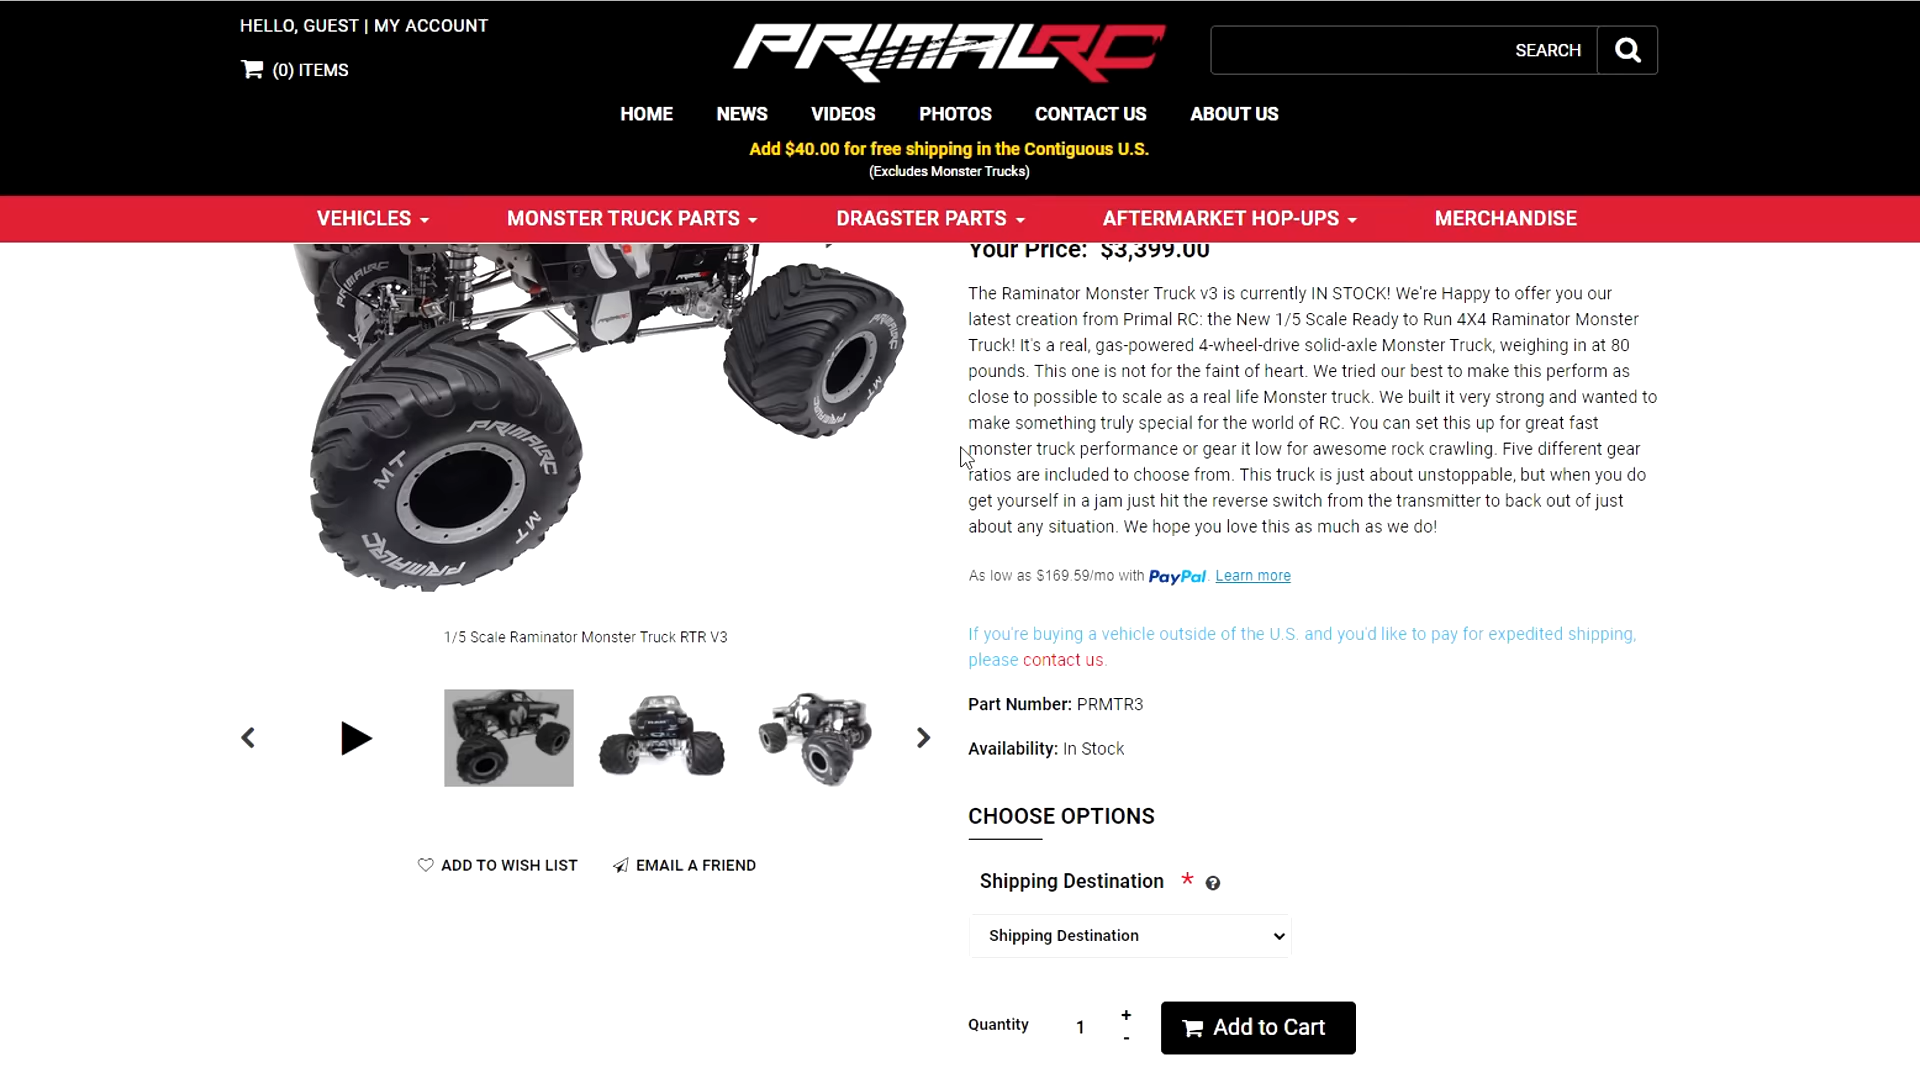 HELLO, GUEST | MY ACCOUNT
(0) ITEMS
PRIMALRC
SEARCH
HOME NEWS VIDEOS PHOTOS CONTACT US ABOUT US
Add $40.00 for free shipping in the Contiguous U.S.
(Excludes Monster Trucks)
VEHICLES MONSTER TRUCK PARTS DRAGSTER PARTS AFTERMARKET HOP-UPS MERCHANDISE
PRIMALRC
PRIMALRC
PRIMALRC
PRIMALRC
MT
PRIMALRC
MT
PRIMALRC
MT
PRIMALRC
1/5 Scale Raminator Monster Truck RTR V3
ADD TO WISH LIST EMAIL A FRIEND
Your Price: $3,399.00
The Raminator Monster Truck v3 is currently IN STOCK! We're Happy to offer you our
latest creation from Primal RC: the New 1/5 Scale Ready to Run 4X4 Raminator Monster
Truck! It's a real, gas-powered 4-wheel-drive solid-axle Monster Truck, weighing in at 80
pounds. This one is not for the faint of heart. We tried our best to make this perform as
close to possible to scale as a real life Monster truck. We built it very strong and wanted to
make something truly special for the world of RC. You can set this up for great fast
monster truck performance or gear it low for awesome rock crawling. Five different gear
ratios are included to choose from. This truck is just about unstoppable, but when you do
get yourself in a jam just hit the reverse switch from the transmitter to back out of just
about any situation. We hope you love this as much as we do!
As low as $169.59/mo with PayPal. Learn more
If you're buying a vehicle outside of the U.S. and you'd like to pay for expedited shipping,
please contact us.
Part Number: PRMTR3
Availability: In Stock
CHOOSE OPTIONS
Shipping Destination * ?
Shipping Destination
Quantity 1 + - Add to Cart